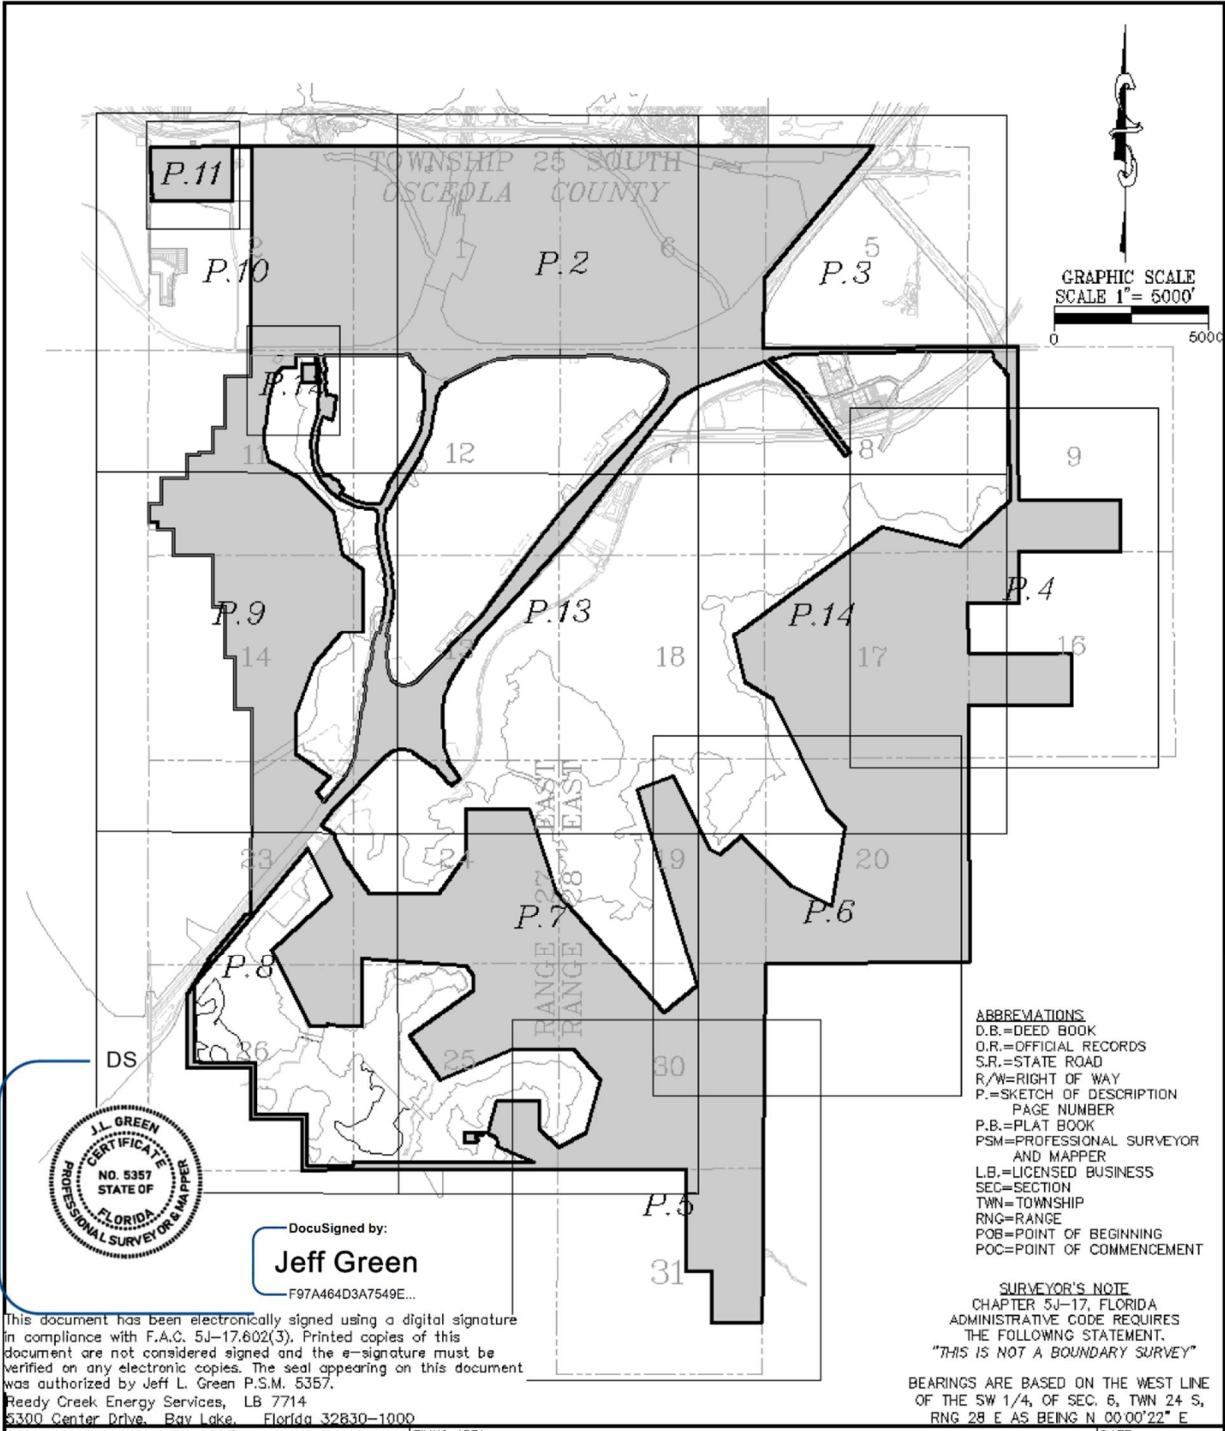 TOWNSHIP 25 SOUTH
OSCEOLA COUNTY
P.11
P.10
2
1
P.2
6
5
P.3
GRAPHIC SCALE
SCALE 1"= 5000'
0
5000
11
12
7
8
9
P.9
14
P.13
13
18
P.14
17
P.4
16
RANGE 27 EAST
RANGE 28 EAST
23
24
19
20
P.7
P.6
P.8
26
25
30
P.5
31
ABBREVIATIONS
D.B.=DEED BOOK
O.R.=OFFICIAL RECORDS
S.R.=STATE ROAD
R/W=RIGHT OF WAY
P.=SKETCH OF DESCRIPTION
PAGE NUMBER
P.B.=PLAT BOOK
PSM=PROFESSIONAL SURVEYOR
AND MAPPER
L.B.=LICENSED BUSINESS
SEC=SECTION
TWN=TOWNSHIP
RNG=RANGE
POB=POINT OF BEGINNING
POC=POINT OF COMMENCEMENT
SURVEYOR'S NOTE
CHAPTER 5J-17, FLORIDA
ADMINISTRATIVE CODE REQUIRES
THE FOLLOWNG STATEMENT.
"THIS IS NOT A BOUNDARY SURVEY"
BEARINGS ARE BASED ON THE WEST LINE
OF THE SW 1/4, OF SEC. 6, TWN 24 S,
RNG 28 E AS BEING N 00'00'22" E
DS
J.L. GREEN
CERTIFICATE
NO. 5357
STATE OF
FLORIDA
PROFESSIONAL SURVEYOR & MAPPER
DocuSigned by:
Jeff Green
F97A464D3A7549E...
This document has been electronically signed using a digital signature
in compliance with F.A.C. 5J-17.602(3). Printed copies of this
document are not considered signed and the e-signature must be
verified on any electronic copies. The seal appearing on this document
was authorized by Jeff L. Green P.S.M. 5357.
Reedy Creek Energy Services, LB 7714
5300 Center Drive, Bay Lake, Florida 32830-1000